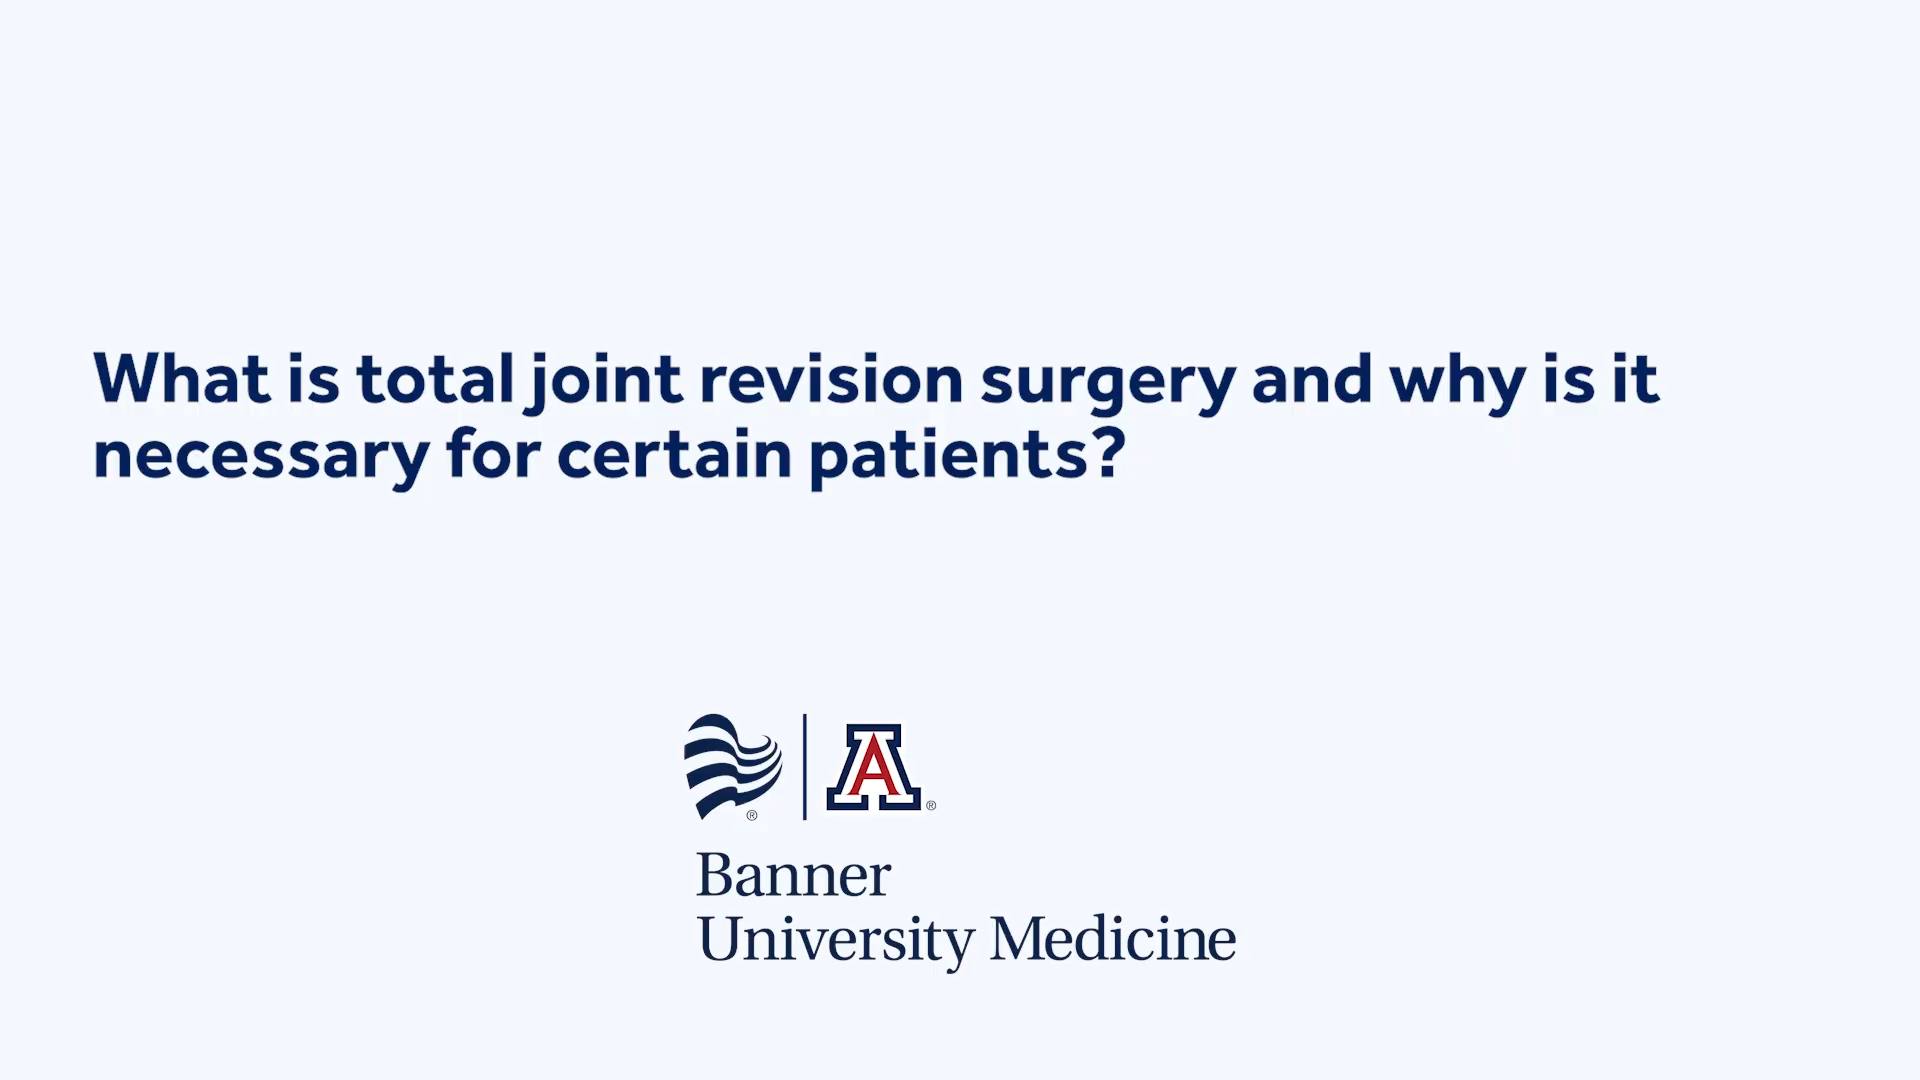 What is total joint revision surgery and why is it
necessary for certain patients?
A
®
®
Banner
University Medicine